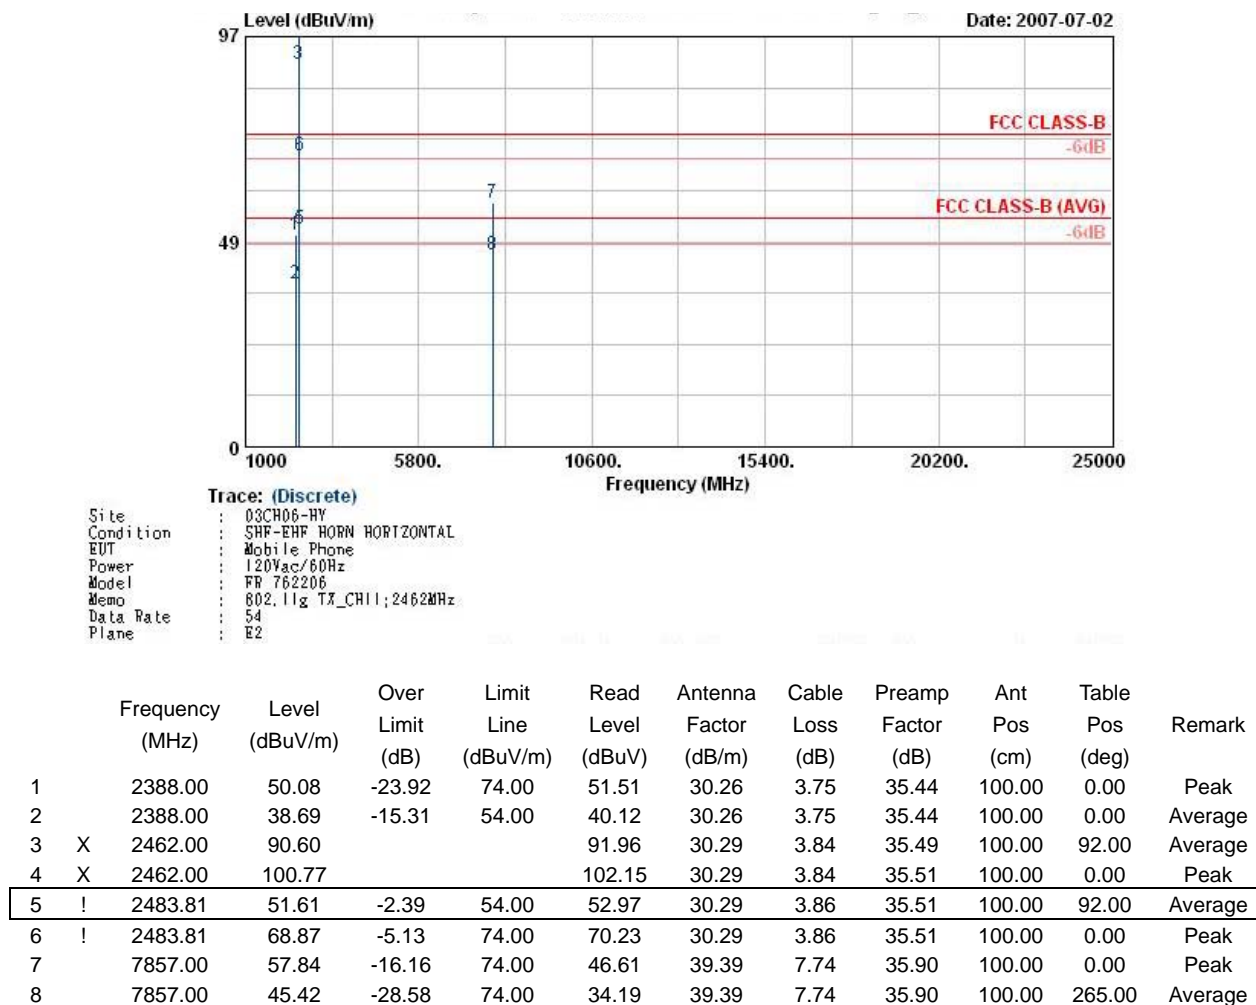 Level (dBuV/m) Date: 2007-07-02
97
3
FCC CLASS-B
6 -6dB
7
FCC CLASS-B (AVG)
1 5
-6dB
49 8
2
0
1000 5800. 10600. 15400. 20200. 25000
Frequency (MHz)
Trace: (Discrete)
Site : 03CH06-HY
Condition : SHF-EHF HORN HORIZONTAL
EUT : Mobile Phone
Power : 120Vac/60Hz
Model : FR 762206
Memo : 802.11g TX_CH11;2462MHz
Data Rate : 54
Plane : E2
Frequency (MHz) Level (dBuV/m) Over Limit (dB) Limit Line (dBuV/m) Read Level (dBuV) Antenna Factor (dB/m) Cable Loss (dB) Preamp Factor (dB) Ant Pos (cm) Table Pos (deg) Remark
1 2388.00 50.08 -23.92 74.00 51.51 30.26 3.75 35.44 100.00 0.00 Peak
2 2388.00 38.69 -15.31 54.00 40.12 30.26 3.75 35.44 100.00 0.00 Average
3 X 2462.00 90.60 91.96 30.29 3.84 35.49 100.00 92.00 Average
4 X 2462.00 100.77 102.15 30.29 3.84 35.51 100.00 0.00 Peak
5 ! 2483.81 51.61 -2.39 54.00 52.97 30.29 3.86 35.51 100.00 92.00 Average
6 ! 2483.81 68.87 -5.13 74.00 70.23 30.29 3.86 35.51 100.00 0.00 Peak
7 7857.00 57.84 -16.16 74.00 46.61 39.39 7.74 35.90 100.00 0.00 Peak
8 7857.00 45.42 -28.58 74.00 34.19 39.39 7.74 35.90 100.00 265.00 Average